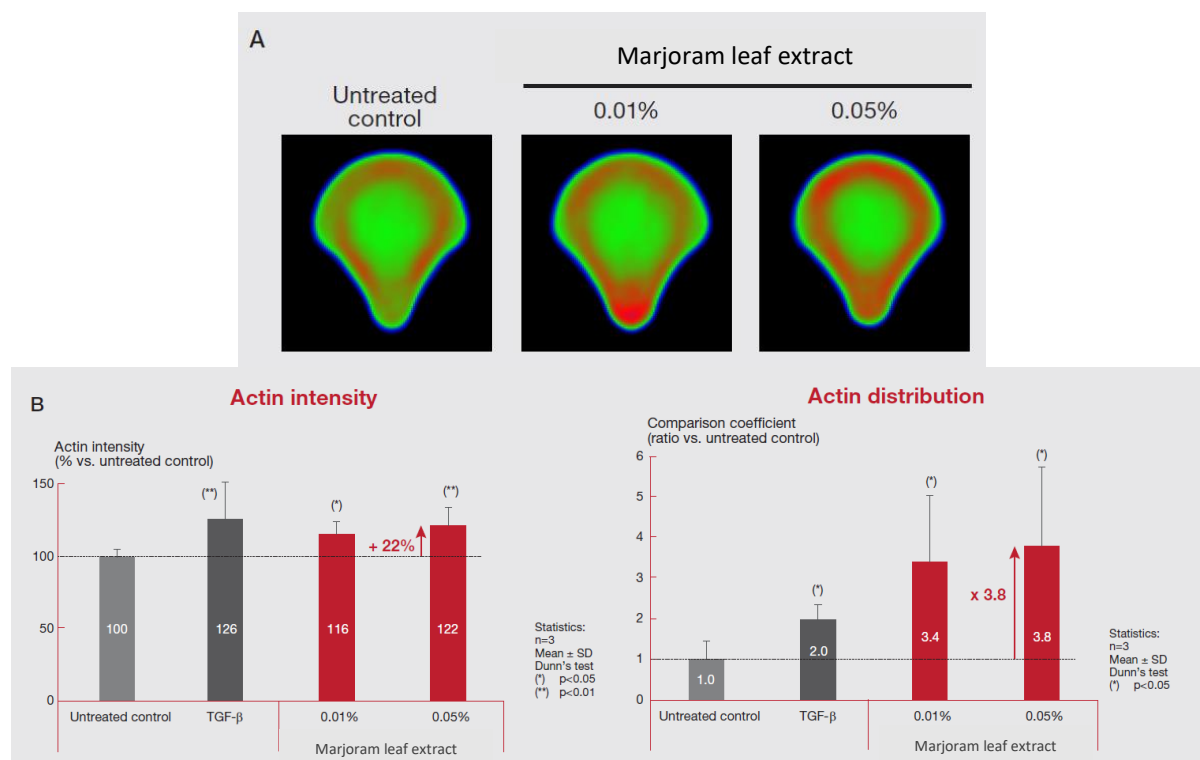 A
Marjoram leaf extract
Untreated
control
0.01%
0.05%
B
Actin intensity
Actin intensity
(% vs. untreated control)
150
100
50
0
(**)
(*)
(**)
+ 22%
100
126
116
122
Untreated control
TGF-β
0.01%
0.05%
Marjoram leaf extract
Statistics:
n=3
Mean ± SD
Dunn's test
(*) p<0.05
(**) p<0.01
Actin distribution
Comparison coefficient
(ratio vs. untreated control)
6
5
4
3
2
1
0
(*)
(*)
(*)
x 3.8
1.0
2.0
3.4
3.8
Untreated control
TGF-β
0.01%
0.05%
Marjoram leaf extract
Statistics:
n=3
Mean ± SD
Dunn's test
(*) p<0.05